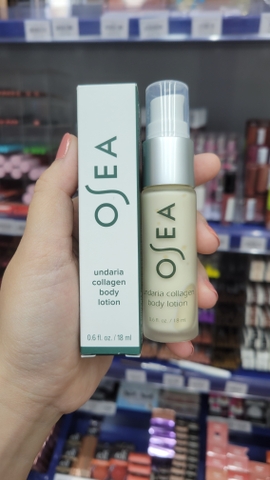 OSEA
undaria
collagen
body
lotion
0.6 fl. oz. / 18 ml
OSEA
undaria collagen
body lotion